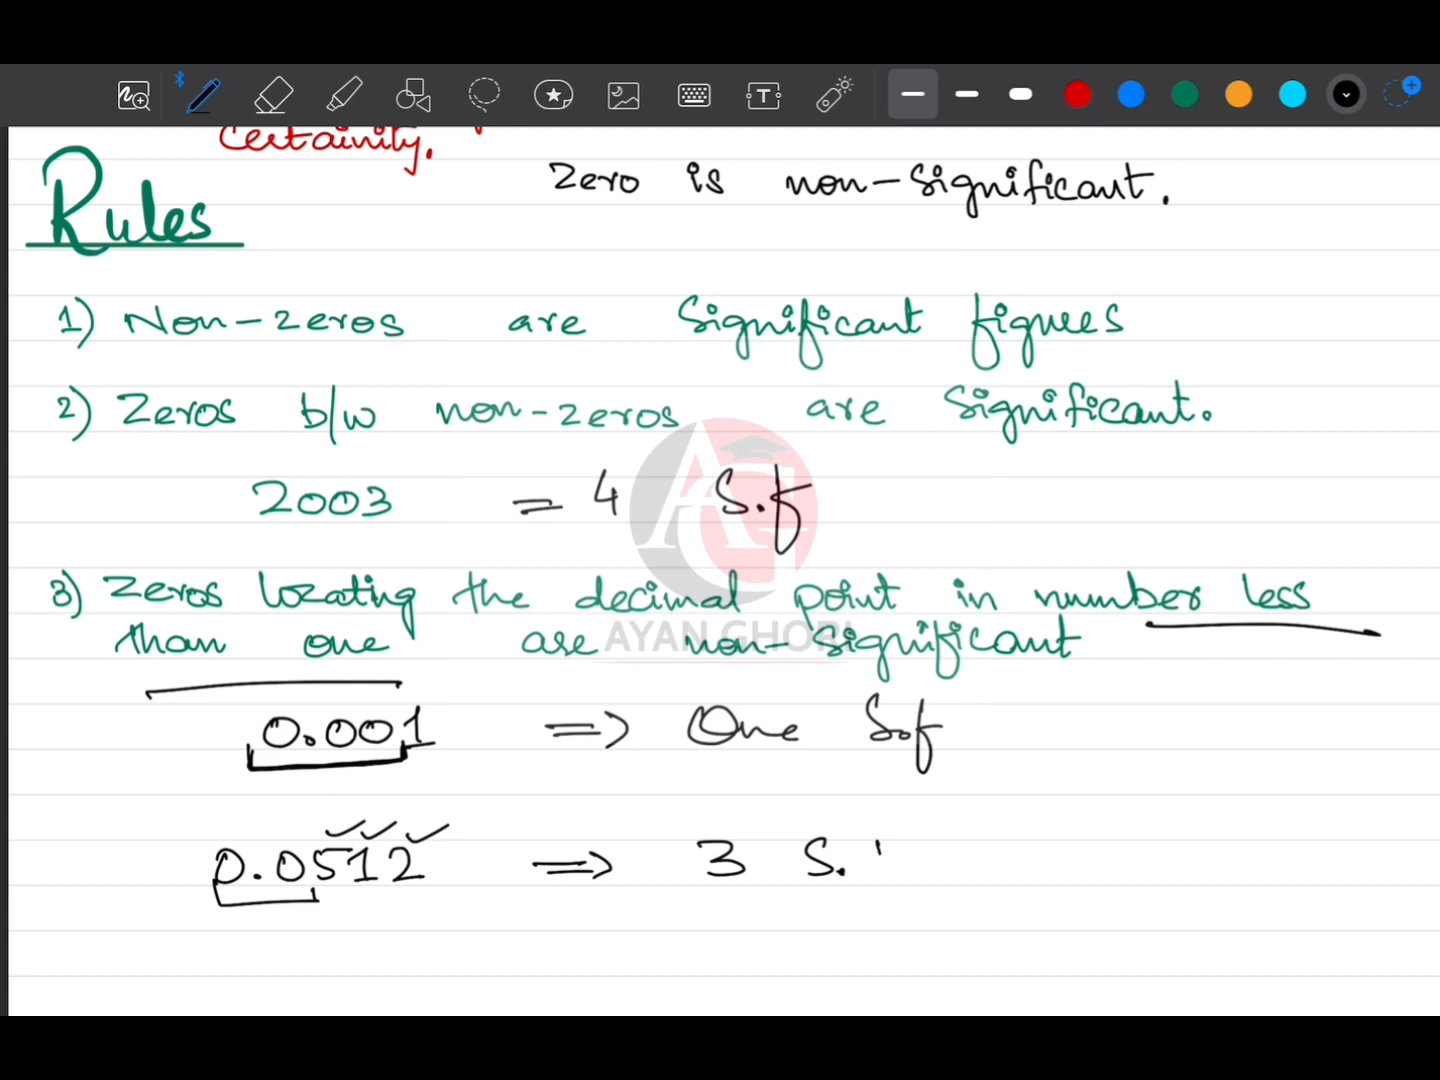 Certainity.
Zero is non-significant.
Rules
1) Non-zeros are significant figures
2) Zeros b/w non-zeros are significant.
2003 = 4 S.f
3) Zeros locating the decimal point in number less
than one are non-significant
AYAN GHORI
0.001 => One S.f
0.0512 => 3 S.